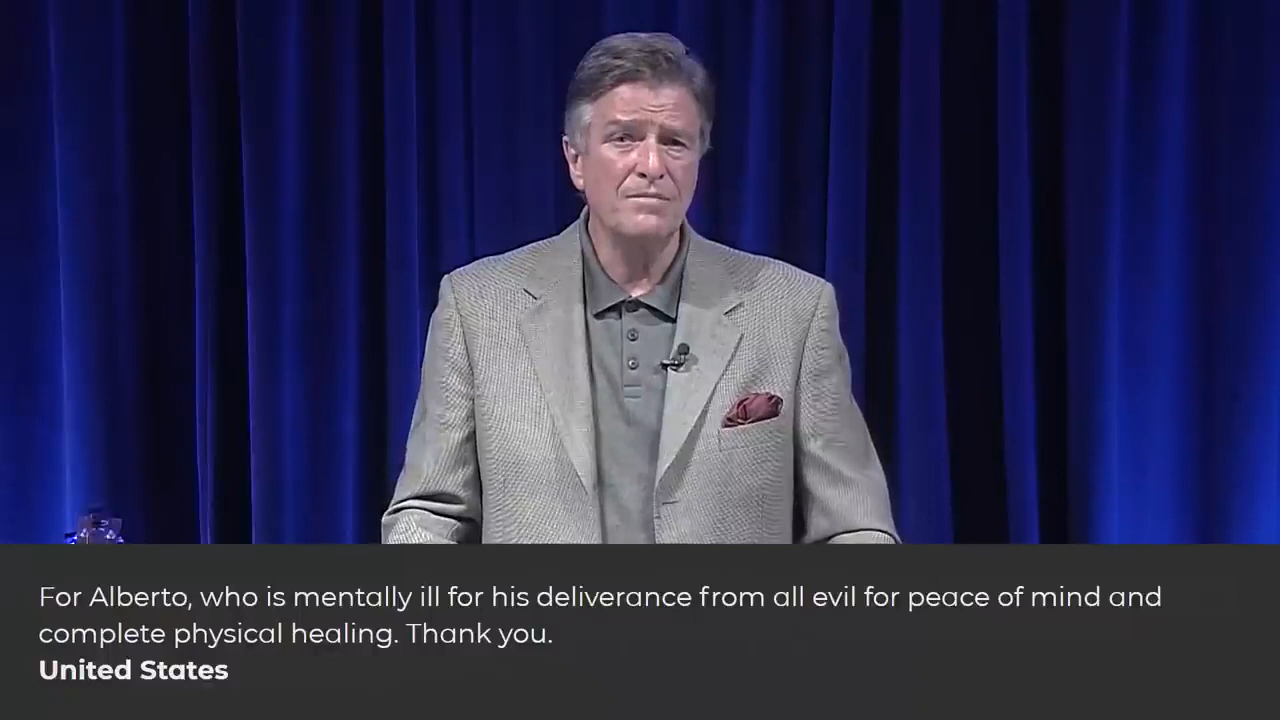 For Alberto, who is mentally ill for his deliverance from all evil for peace of mind and
complete physical healing. Thank you.
United States